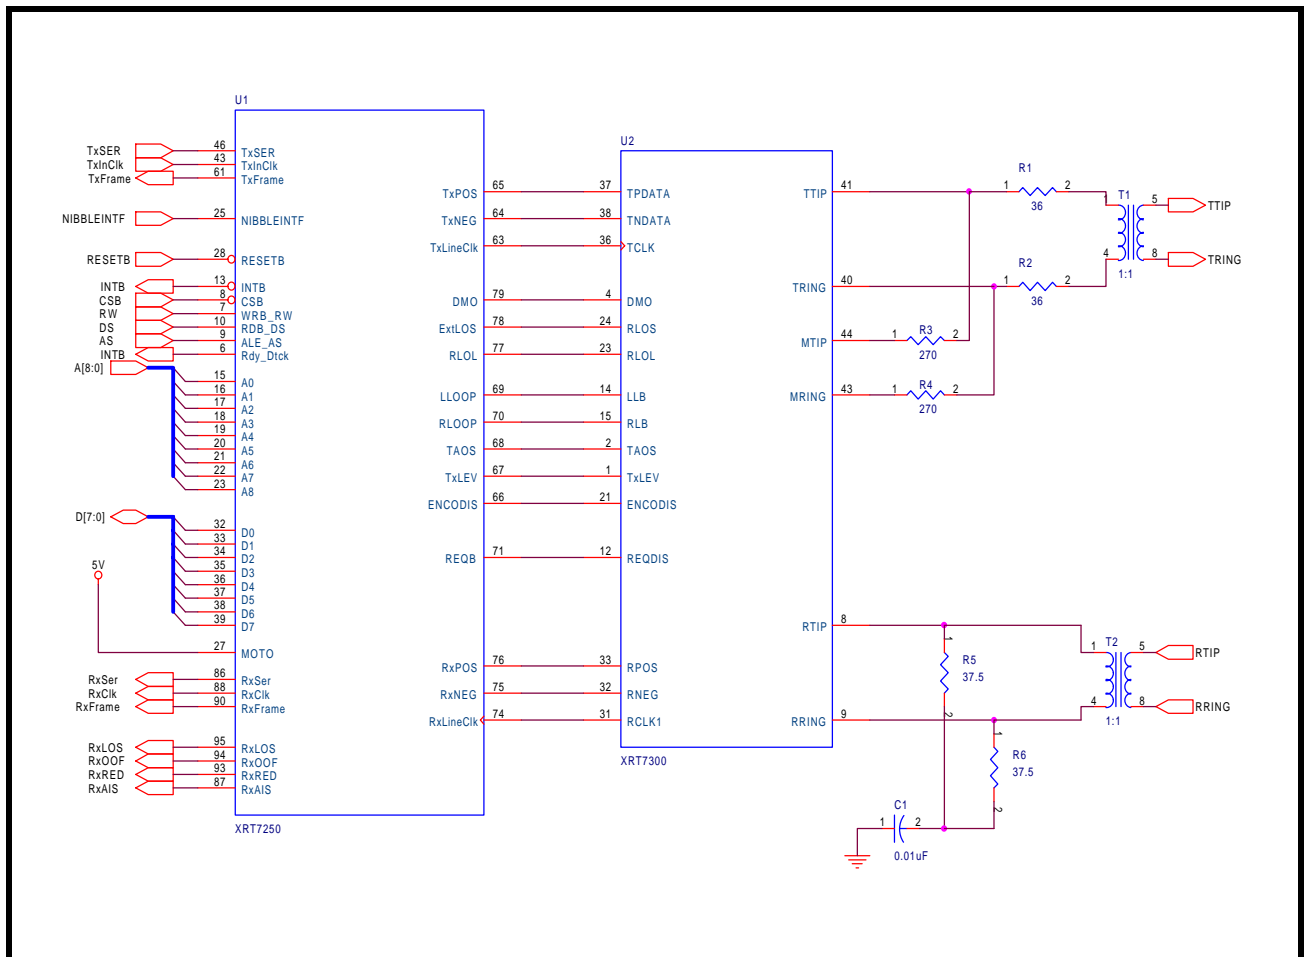 U1
TxSER 46 TxSER
TxInClk 43 TxInClk
TxFrame 61 TxFrame
NIBBLEINTF 25 NIBBLEINTF
RESETB 28 RESETB
INTB 13 INTB
CSB 8 CSB
RW 7 WRB_RW
DS 10 RDB_DS
AS 9 ALE_AS
INTB 6 Rdy_Dtck
A[8:0]
15 A0
16 A1
17 A2
18 A3
19 A4
20 A5
21 A6
22 A7
23 A8
D[7:0]
32 D0
33 D1
34 D2
35 D3
36 D4
37 D5
38 D6
39 D7
5V
27 MOTO
RxSer 86 RxSer
RxClk 88 RxClk
RxFrame 90 RxFrame
RxLOS 95 RxLOS
RxOOF 94 RxOOF
RxRED 93 RxRED
RxAIS 87 RxAIS
XRT7250
U2
TxPOS 65 37 TPDATA
TxNEG 64 38 TNDATA
TxLineClk 63 36 TCLK
DMO 79 4 DMO
ExtLOS 78 24 RLOS
RLOL 77 23 RLOL
LLOOP 69 14 LLB
RLOOP 70 15 RLB
TAOS 68 2 TAOS
TxLEV 67 1 TxLEV
ENCODIS 66 21 ENCODIS
REQB 71 12 REQDIS
RxPOS 76 33 RPOS
RxNEG 75 32 RNEG
RxLineClk 74 31 RCLK1
XRT7300
TTIP 41
1 R1 2
36
TRING 40
1 R2 2
36
MTIP 44
1 R3 2
270
MRING 43
1 R4 2
270
T1
1 5 TTIP
4 8 TRING
1:1
RTIP 8
1 R5 2
37.5
RRING 9
1 R6 2
37.5
T2
1 5 RTIP
4 8 RRING
1:1
C1
1 2
0.01uF